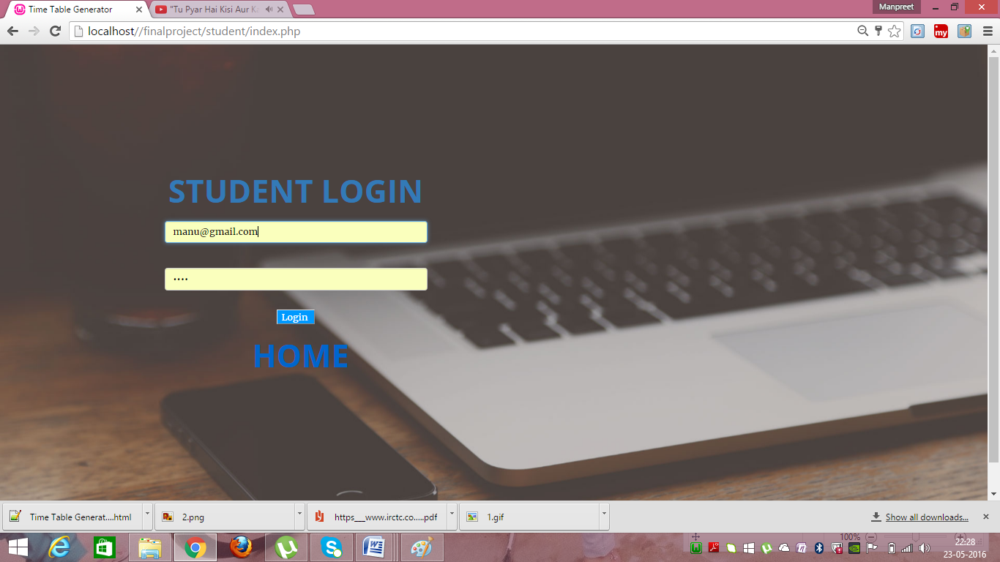 Time Table Generator
"Tu Pyar Hai Kisi Aur K
Manpreet
localhost//finalproject/student/index.php
my
STUDENT LOGIN
manu@gmail.com
••••
Login
HOME
Time Table Generat....html
2.png
https___www.irctc.co.....pdf
1.gif
Show all downloads...
100%
22:28
23-05-2016